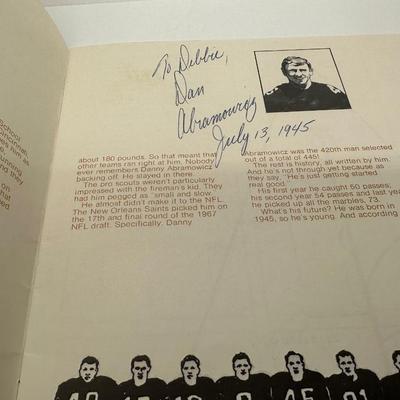 School
To Debbie,
Dan
Abramowicz
July 13, 1945
about 180 pounds. So that meant that
other teams ran right at him. Nobody
ever remembers Danny Abramowicz
backing off. He stayed in there.
The pro scouts weren't particularly
impressed with the fireman's kid. They
had him pegged as "small and slow."
He almost didn't make it to the NFL.
The New Orleans Saints picked him on
the 17th and final round of the 1967
NFL draft. Specifically, Danny
Abramowicz was the 420th man selected
out of a total of 445!
The rest is history, all written by him.
And he's not through yet because as
they say, "He's just getting started
real good."
His first year he caught 50 passes,
his second year 54 passes and last year
he picked up all the marbles, 73.
What's his future? He was born in
1945, so he's young. And according
45